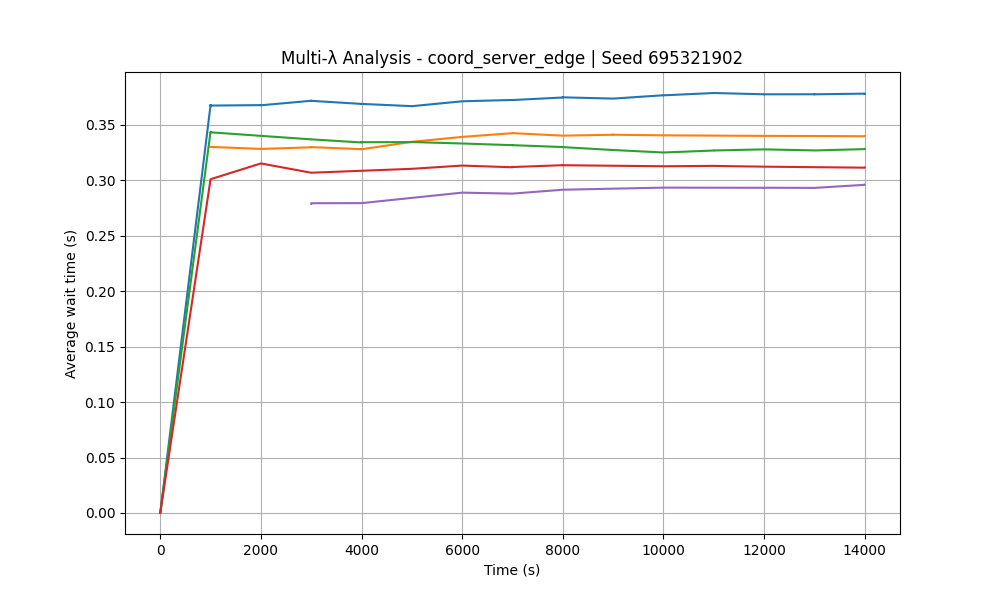 Multi-λ Analysis - coord_server_edge | Seed 695321902
Average wait time (s)
0.35
0.30
0.25
0.20
0.15
0.10
0.05
0.00
0 2000 4000 6000 8000 10000 12000 14000
Time (s)